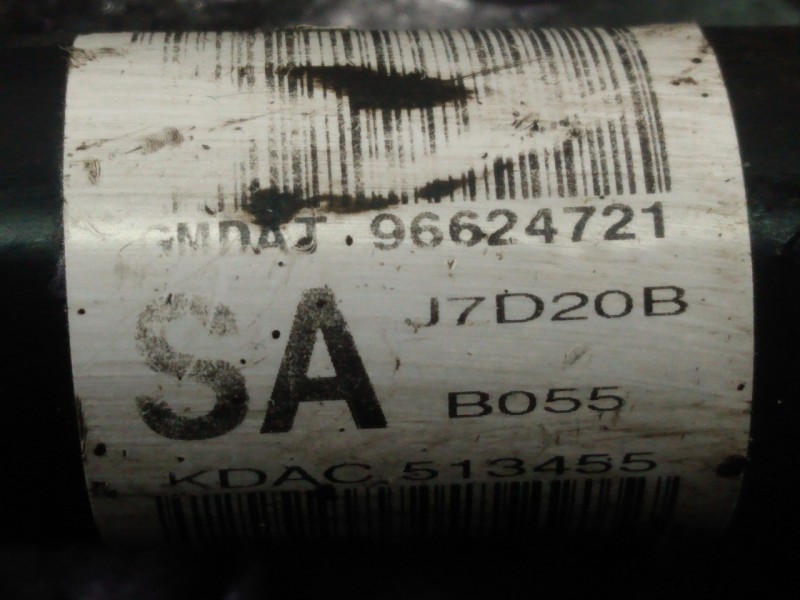 GMDAT 96624721
SA J7D20B
B055
KDAC 513455